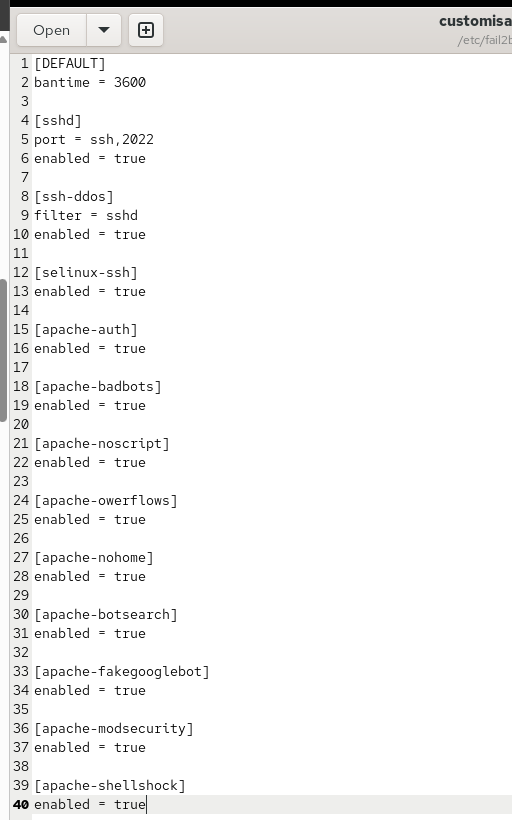 Open
customisa
/etc/fail2b
1 [DEFAULT]
2 bantime = 3600
3
4 [sshd]
5 port = ssh,2022
6 enabled = true
7
8 [ssh-ddos]
9 filter = sshd
10 enabled = true
11
12 [selinux-ssh]
13 enabled = true
14
15 [apache-auth]
16 enabled = true
17
18 [apache-badbots]
19 enabled = true
20
21 [apache-noscript]
22 enabled = true
23
24 [apache-owerflows]
25 enabled = true
26
27 [apache-nohome]
28 enabled = true
29
30 [apache-botsearch]
31 enabled = true
32
33 [apache-fakegooglebot]
34 enabled = true
35
36 [apache-modsecurity]
37 enabled = true
38
39 [apache-shellshock]
40 enabled = true